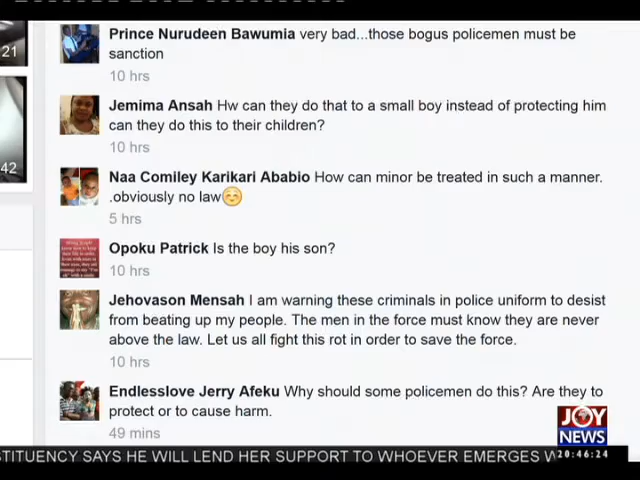 21
42
Prince Nurudeen Bawumia very bad...those bogus policemen must be
sanction
10 hrs
Jemima Ansah Hw can they do that to a small boy instead of protecting him
can they do this to their children?
10 hrs
Naa Comiley Karikari Ababio How can minor be treated in such a manner.
.obviously no law😊
5 hrs
Opoku Patrick Is the boy his son?
10 hrs
Jehovason Mensah I am warning these criminals in police uniform to desist
from beating up my people. The men in the force must know they are never
above the law. Let us all fight this rot in order to save the force.
10 hrs
Endlesslove Jerry Afeku Why should some policemen do this? Are they to
protect or to cause harm.
49 mins
JOY
NEWS
STITUENCY SAYS HE WILL LEND HER SUPPORT TO WHOEVER EMERGES W
20:46:24